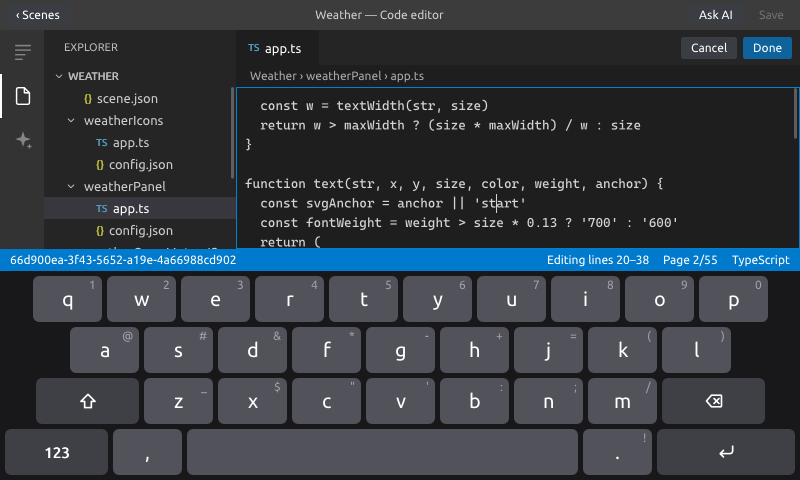 ‹ Scenes
Weather — Code editor
Ask AI
Save
EXPLORER
TS app.ts
Cancel
Done
WEATHER
Weather › weatherPanel › app.ts
{} scene.json
weatherIcons
TS app.ts
{} config.json
weatherPanel
TS app.ts
{} config.json
const w = textWidth(str, size)
return w > maxWidth ? (size * maxWidth) / w : size
}
function text(str, x, y, size, color, weight, anchor) {
const svgAnchor = anchor || 'start'
const fontWeight = weight > size * 0.13 ? '700' : '600'
return (
66d900ea-3f43-5652-a19e-4a66988cd902
Editing lines 20–38
Page 2/55
TypeScript
q 1 w 2 e 3 r 4 t 5 y 6 u 7 i 8 o 9 p 0
a @ s # d & f * g - h + j = k ( l )
z _ x $ c " v ' b : n ; m /
123 , . !